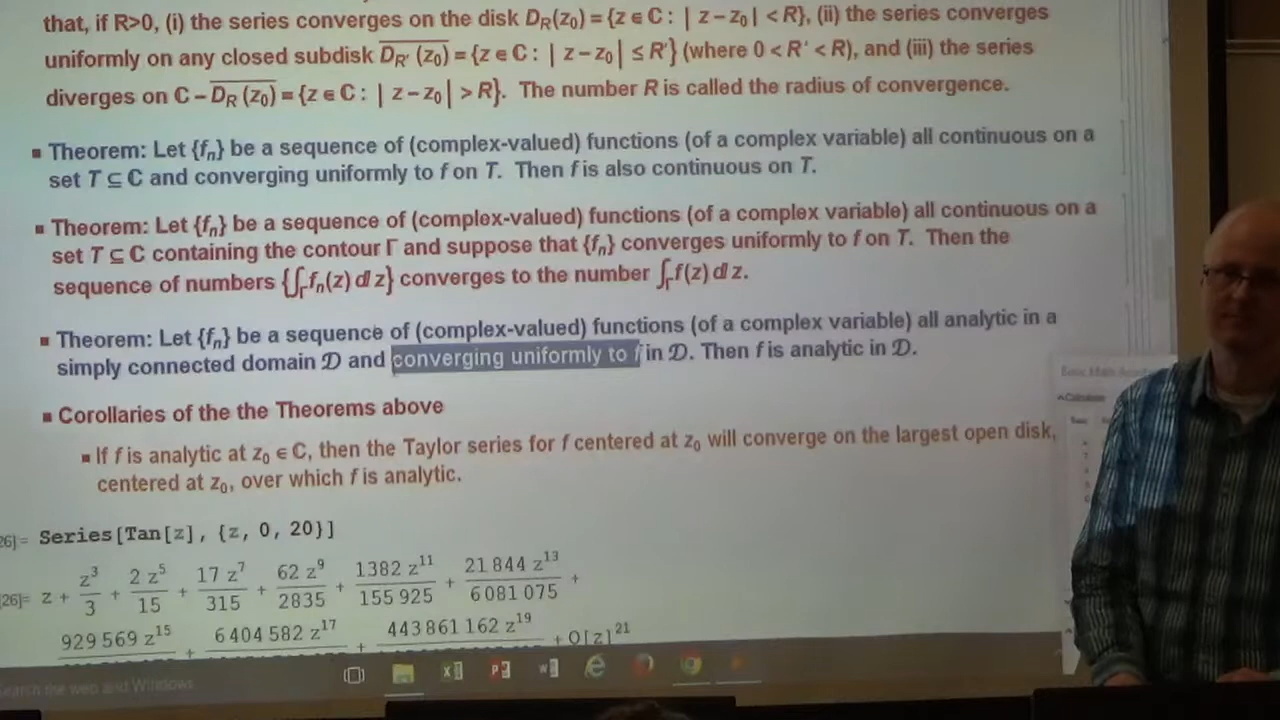 that, if R>0, (i) the series converges on the disk D_R(z₀) = {z ∈ C : | z − z₀ | < R}, (ii) the series converges
uniformly on any closed subdisk D_R' (z₀) = {z ∈ C : | z − z₀ | ≤ R'} (where 0 < R' < R), and (iii) the series
diverges on C − D_R (z₀) = {z ∈ C : | z − z₀ | > R}. The number R is called the radius of convergence.
▪ Theorem: Let {fₙ} be a sequence of (complex-valued) functions (of a complex variable) all continuous on a
set T ⊆ C and converging uniformly to f on T. Then f is also continuous on T.
▪ Theorem: Let {fₙ} be a sequence of (complex-valued) functions (of a complex variable) all continuous on a
set T ⊆ C containing the contour Γ and suppose that {fₙ} converges uniformly to f on T. Then the
sequence of numbers {∫_Γ fₙ(z) ⅆz} converges to the number ∫_Γ f(z) ⅆz.
▪ Theorem: Let {fₙ} be a sequence of (complex-valued) functions (of a complex variable) all analytic in a
simply connected domain 𝒟 and converging uniformly to f in 𝒟. Then f is analytic in 𝒟.
▪ Corollaries of the the Theorems above
▪ If f is analytic at z₀ ∈ C, then the Taylor series for f centered at z₀ will converge on the largest open disk,
centered at z₀, over which f is analytic.
26]:= Series[Tan[z], {z, 0, 20}]
[26]= z + z³/3 + 2 z⁵/15 + 17 z⁷/315 + 62 z⁹/2835 + 1382 z¹¹/155 925 + 21 844 z¹³/6 081 075 +
929 569 z¹⁵ + 6 404 582 z¹⁷ + 443 861 162 z¹⁹ + O[z]²¹
Search the web and Windows